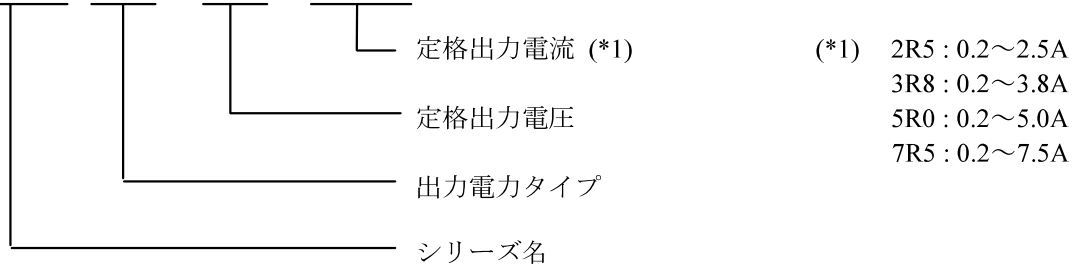 定格出力電流 (*1)
(*1) 2R5 : 0.2～2.5A
3R8 : 0.2～3.8A
5R0 : 0.2～5.0A
7R5 : 0.2～7.5A
定格出力電圧
出力電力タイプ
シリーズ名